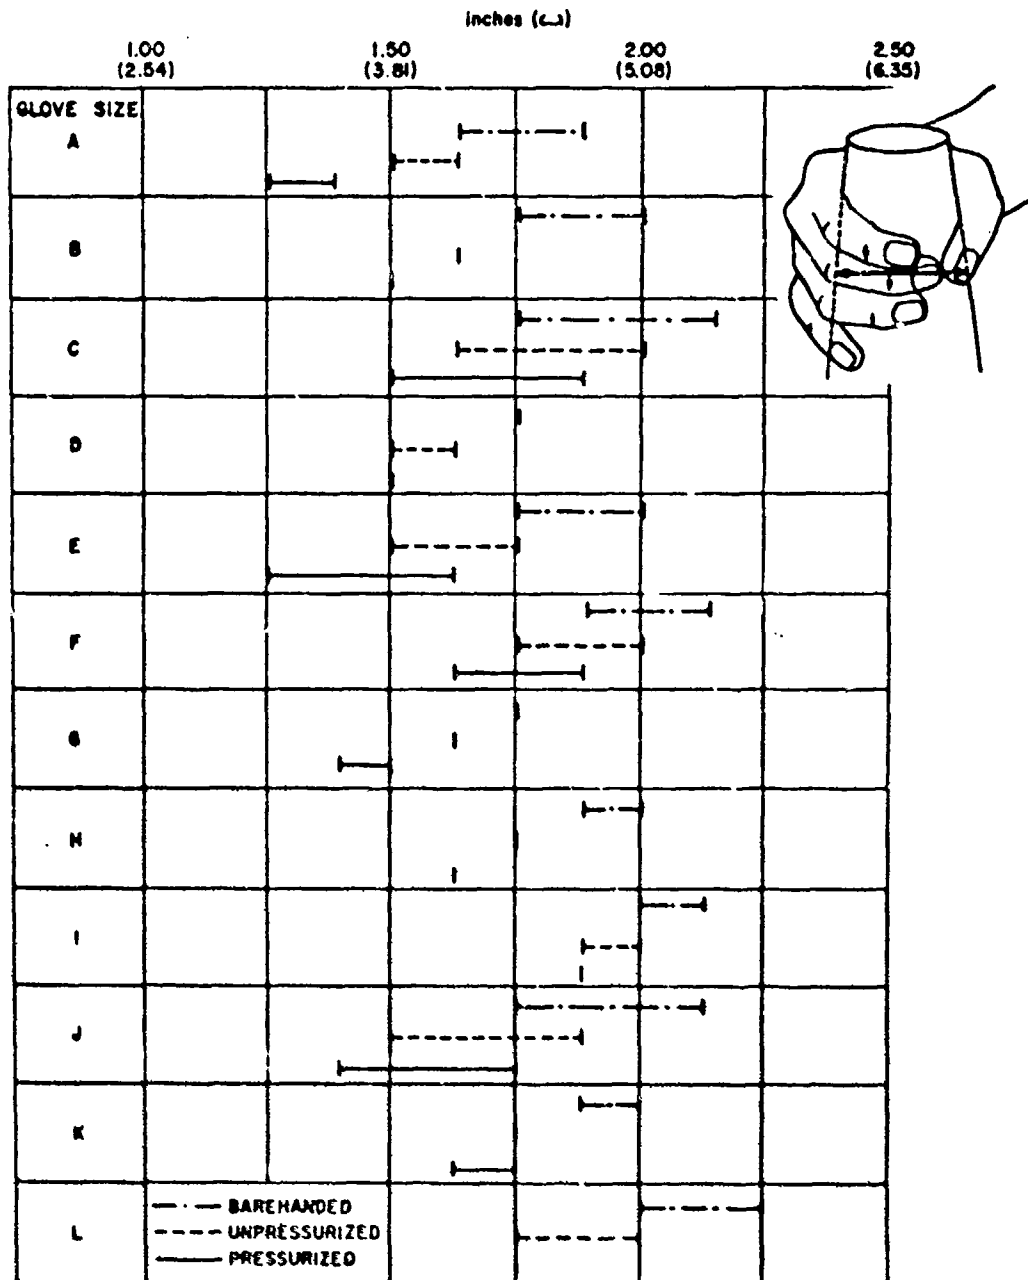 inches (cm)
1.00 1.50 2.00 2.50
(2.54) (3.81) (5.08) (6.35)
GLOVE SIZE
A
B
C
D
E
F
G
H
I
J
K
L
BAREHANDED
UNPRESSURIZED
PRESSURIZED